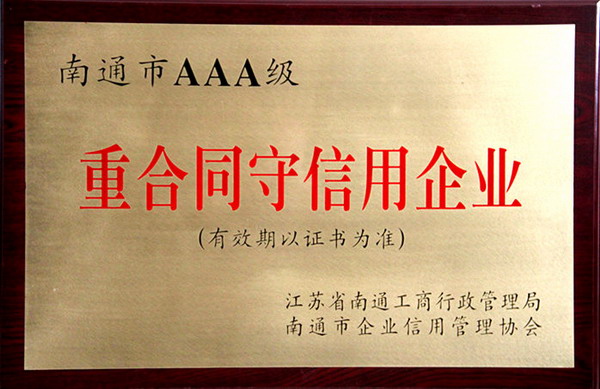 南通市AAA级
重合同守信用企业
(有效期以证书为准)
江苏省南通工商行政管理局
南通市企业信用管理协会